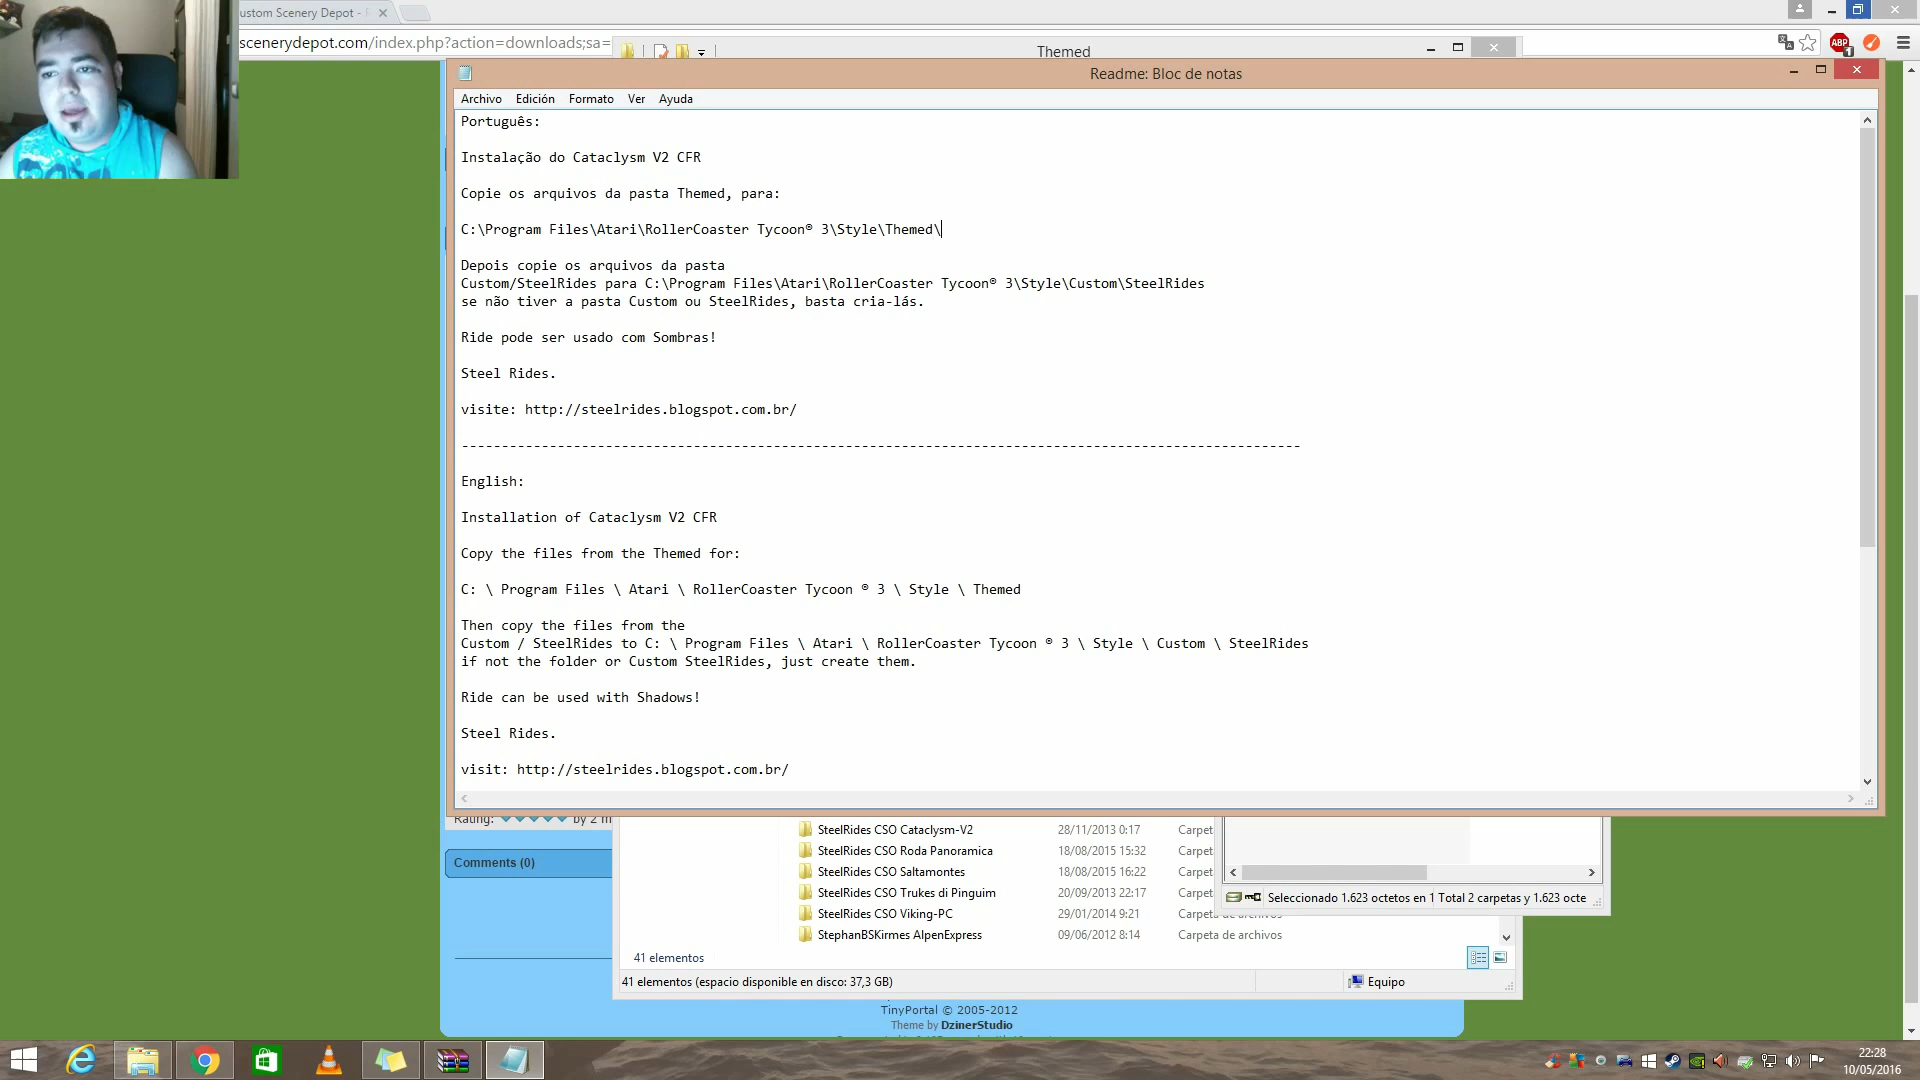 ustom Scenery Depot -
scenerydepot.com/index.php?action=downloads;sa=
Themed
ABP
1
Readme: Bloc de notas
Archivo Edición Formato Ver Ayuda
Português:
Instalação do Cataclysm V2 CFR
Copie os arquivos da pasta Themed, para:
C:\Program Files\Atari\RollerCoaster Tycoon® 3\Style\Themed\
Depois copie os arquivos da pasta
Custom/SteelRides para C:\Program Files\Atari\RollerCoaster Tycoon® 3\Style\Custom\SteelRides
se não tiver a pasta Custom ou SteelRides, basta cria-lás.
Ride pode ser usado com Sombras!
Steel Rides.
visite: http://steelrides.blogspot.com.br/
---------------------------------------------------------------------------------------------------------
English:
Installation of Cataclysm V2 CFR
Copy the files from the Themed for:
C: \ Program Files \ Atari \ RollerCoaster Tycoon ® 3 \ Style \ Themed
Then copy the files from the
Custom / SteelRides to C: \ Program Files \ Atari \ RollerCoaster Tycoon ® 3 \ Style \ Custom \ SteelRides
if not the folder or Custom SteelRides, just create them.
Ride can be used with Shadows!
Steel Rides.
visit: http://steelrides.blogspot.com.br/
Rating: by 2 m
Comments (0)
SteelRides CSO Cataclysm-V2 28/11/2013 0:17 Carpet
SteelRides CSO Roda Panoramica 18/08/2015 15:32 Carpet
SteelRides CSO Saltamontes 18/08/2015 16:22 Carpet
SteelRides CSO Trukes di Pinguim 20/09/2013 22:17 Carpet
SteelRides CSO Viking-PC 29/01/2014 9:21 Carpeta de archivos
StephanBSKirmes AlpenExpress 09/06/2012 8:14 Carpeta de archivos
Seleccionado 1.623 octetos en 1 Total 2 carpetas y 1.623 octe
41 elementos
41 elementos (espacio disponible en disco: 37,3 GB)
Equipo
TinyPortal © 2005-2012
Theme by DzinerStudio
22:28
10/05/2016